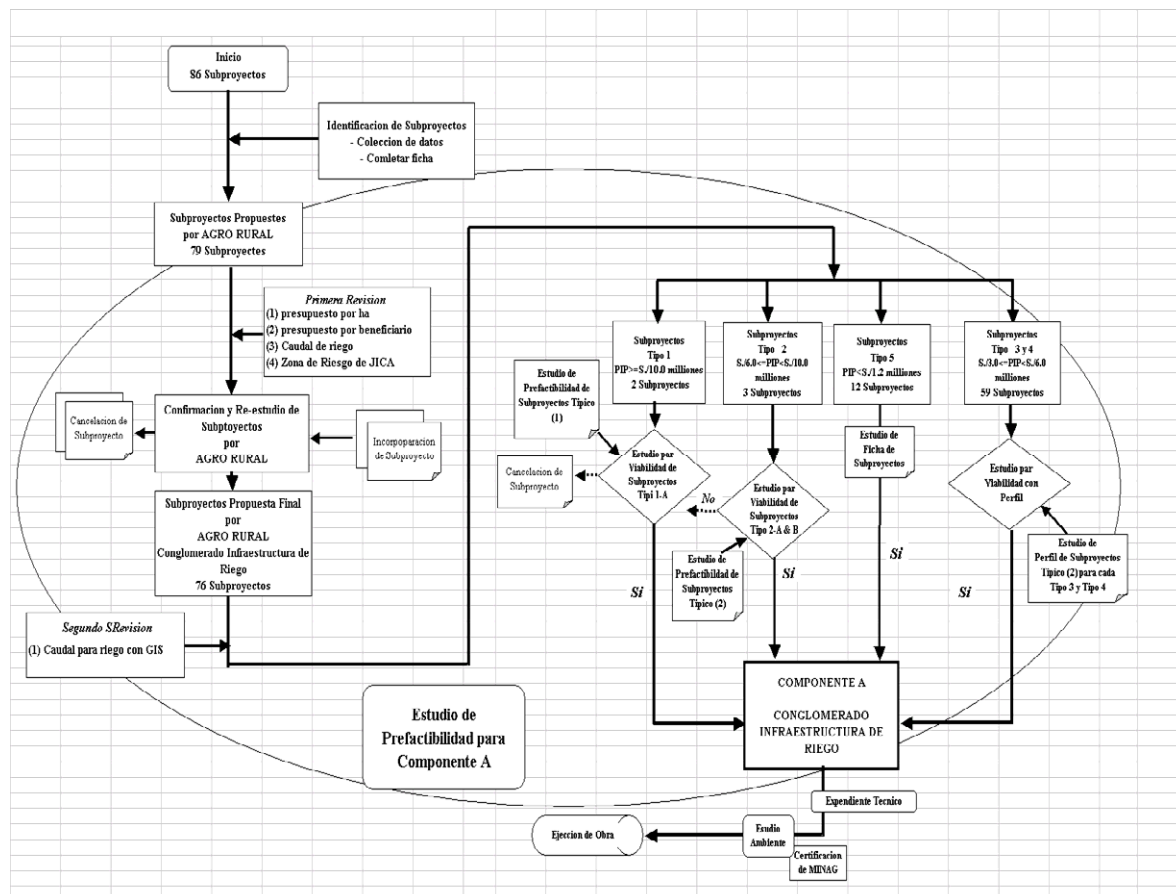 Inicio
86 Subproyectos
Identificacion de Subproyectos
- Coleccion de datos
- Comletar ficha
Subproyectos Propuestes
por AGRO RURAL
79 Subproyectes
Primera Revision
(1) presupuesto por ha
(2) presupuesto por beneficiario
(3) Caudal de riego
(4) Zona de Riesgo de JICA
Confirmacion y Re-estudio de
Subptoyectos
por
AGRO RURAL
Cancelacion de
Subproyecto
Incorpoparacion
de Subproyecto
Subproyectos Propuesta Final
por
AGRO RURAL
Conglomerado Infraestructura de
Riego
76 Subproyectos
Segundo SRevision
(1) Caudal para riego con GIS
Estudio de
Prefactibilidad para
Componente A
Subproyectos
Tipo 1
PIP>=S/10.0 milliones
2 Subproyectos
Subproyectos
Tipo 2
S./6.0<=PIP<S./10.0
milliones
3 Subproyectos
Subproyectos
Tipo 5
PIP<S/1.2 milliones
12 Subproyectos
Subproyectos
Tipo 3 y 4
S./3.0<=PIP<S./6.0
milliones
59 Subproyectos
Estudio de
Prefactibilidad de
Subproyectos Tipico
(1)
Cancelacion de
Subproyecto
Estudio par
Viabilidad de
Subproyectos
Tipi 1-A
No
Estudio par
Viabilidad de
Subproyectos
Tipo 2-A & B
Estudio de
Ficha de
Subproyectos
Estudio par
Viabilidad con
Perfil
Estudio de
Prefactibilidad de
Subproyectos
Tipico (2)
Estudio de
Perfil de Subproyectos
Tipico (2) para cada
Tipo 3 y Tipo 4
Si
Si
Si
Si
COMPONENTE A
CONGLOMERADO
INFRAESTRUCTURA DE
RIEGO
Expendiente Tecnico
Ejeccion de Obra
Esudio
Ambiente
Certificacion
de MINAG